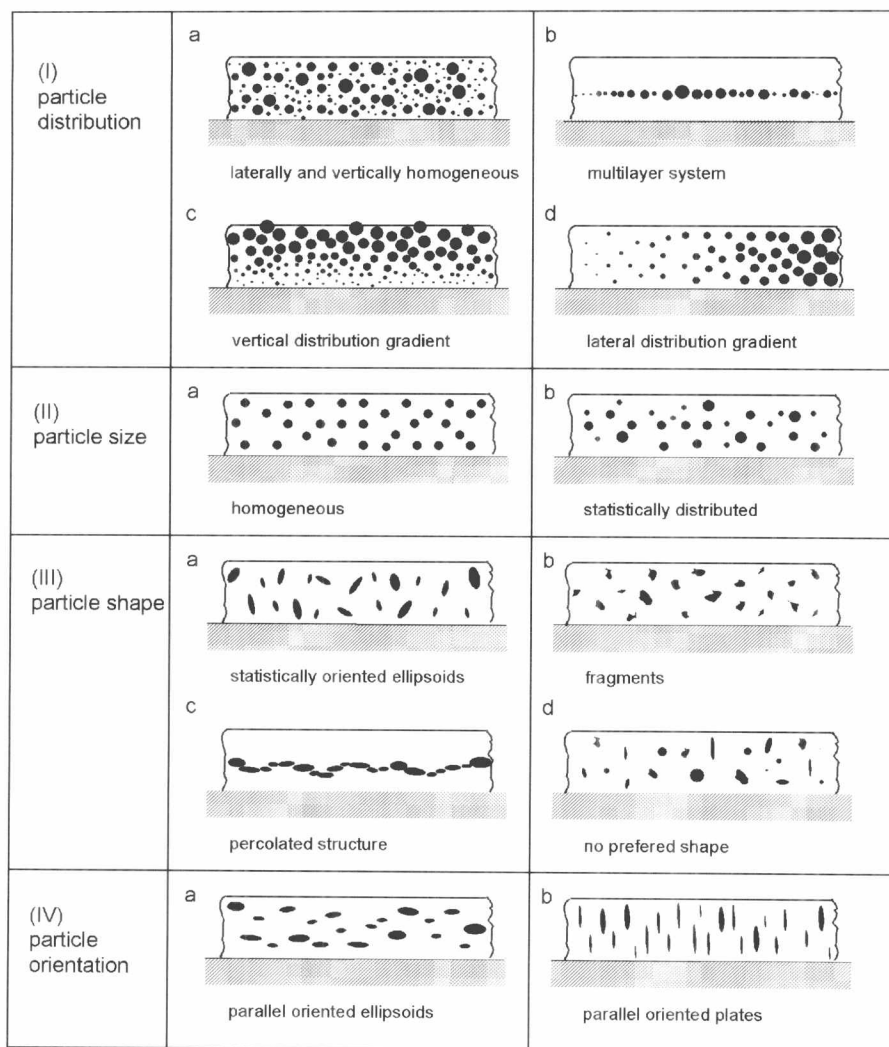 (I)
particle
distribution
a
laterally and vertically homogeneous
b
multilayer system
c
vertical distribution gradient
d
lateral distribution gradient
(II)
particle size
a
homogeneous
b
statistically distributed
(III)
particle shape
a
statistically oriented ellipsoids
b
fragments
c
percolated structure
d
no prefered shape
(IV)
particle
orientation
a
parallel oriented ellipsoids
b
parallel oriented plates